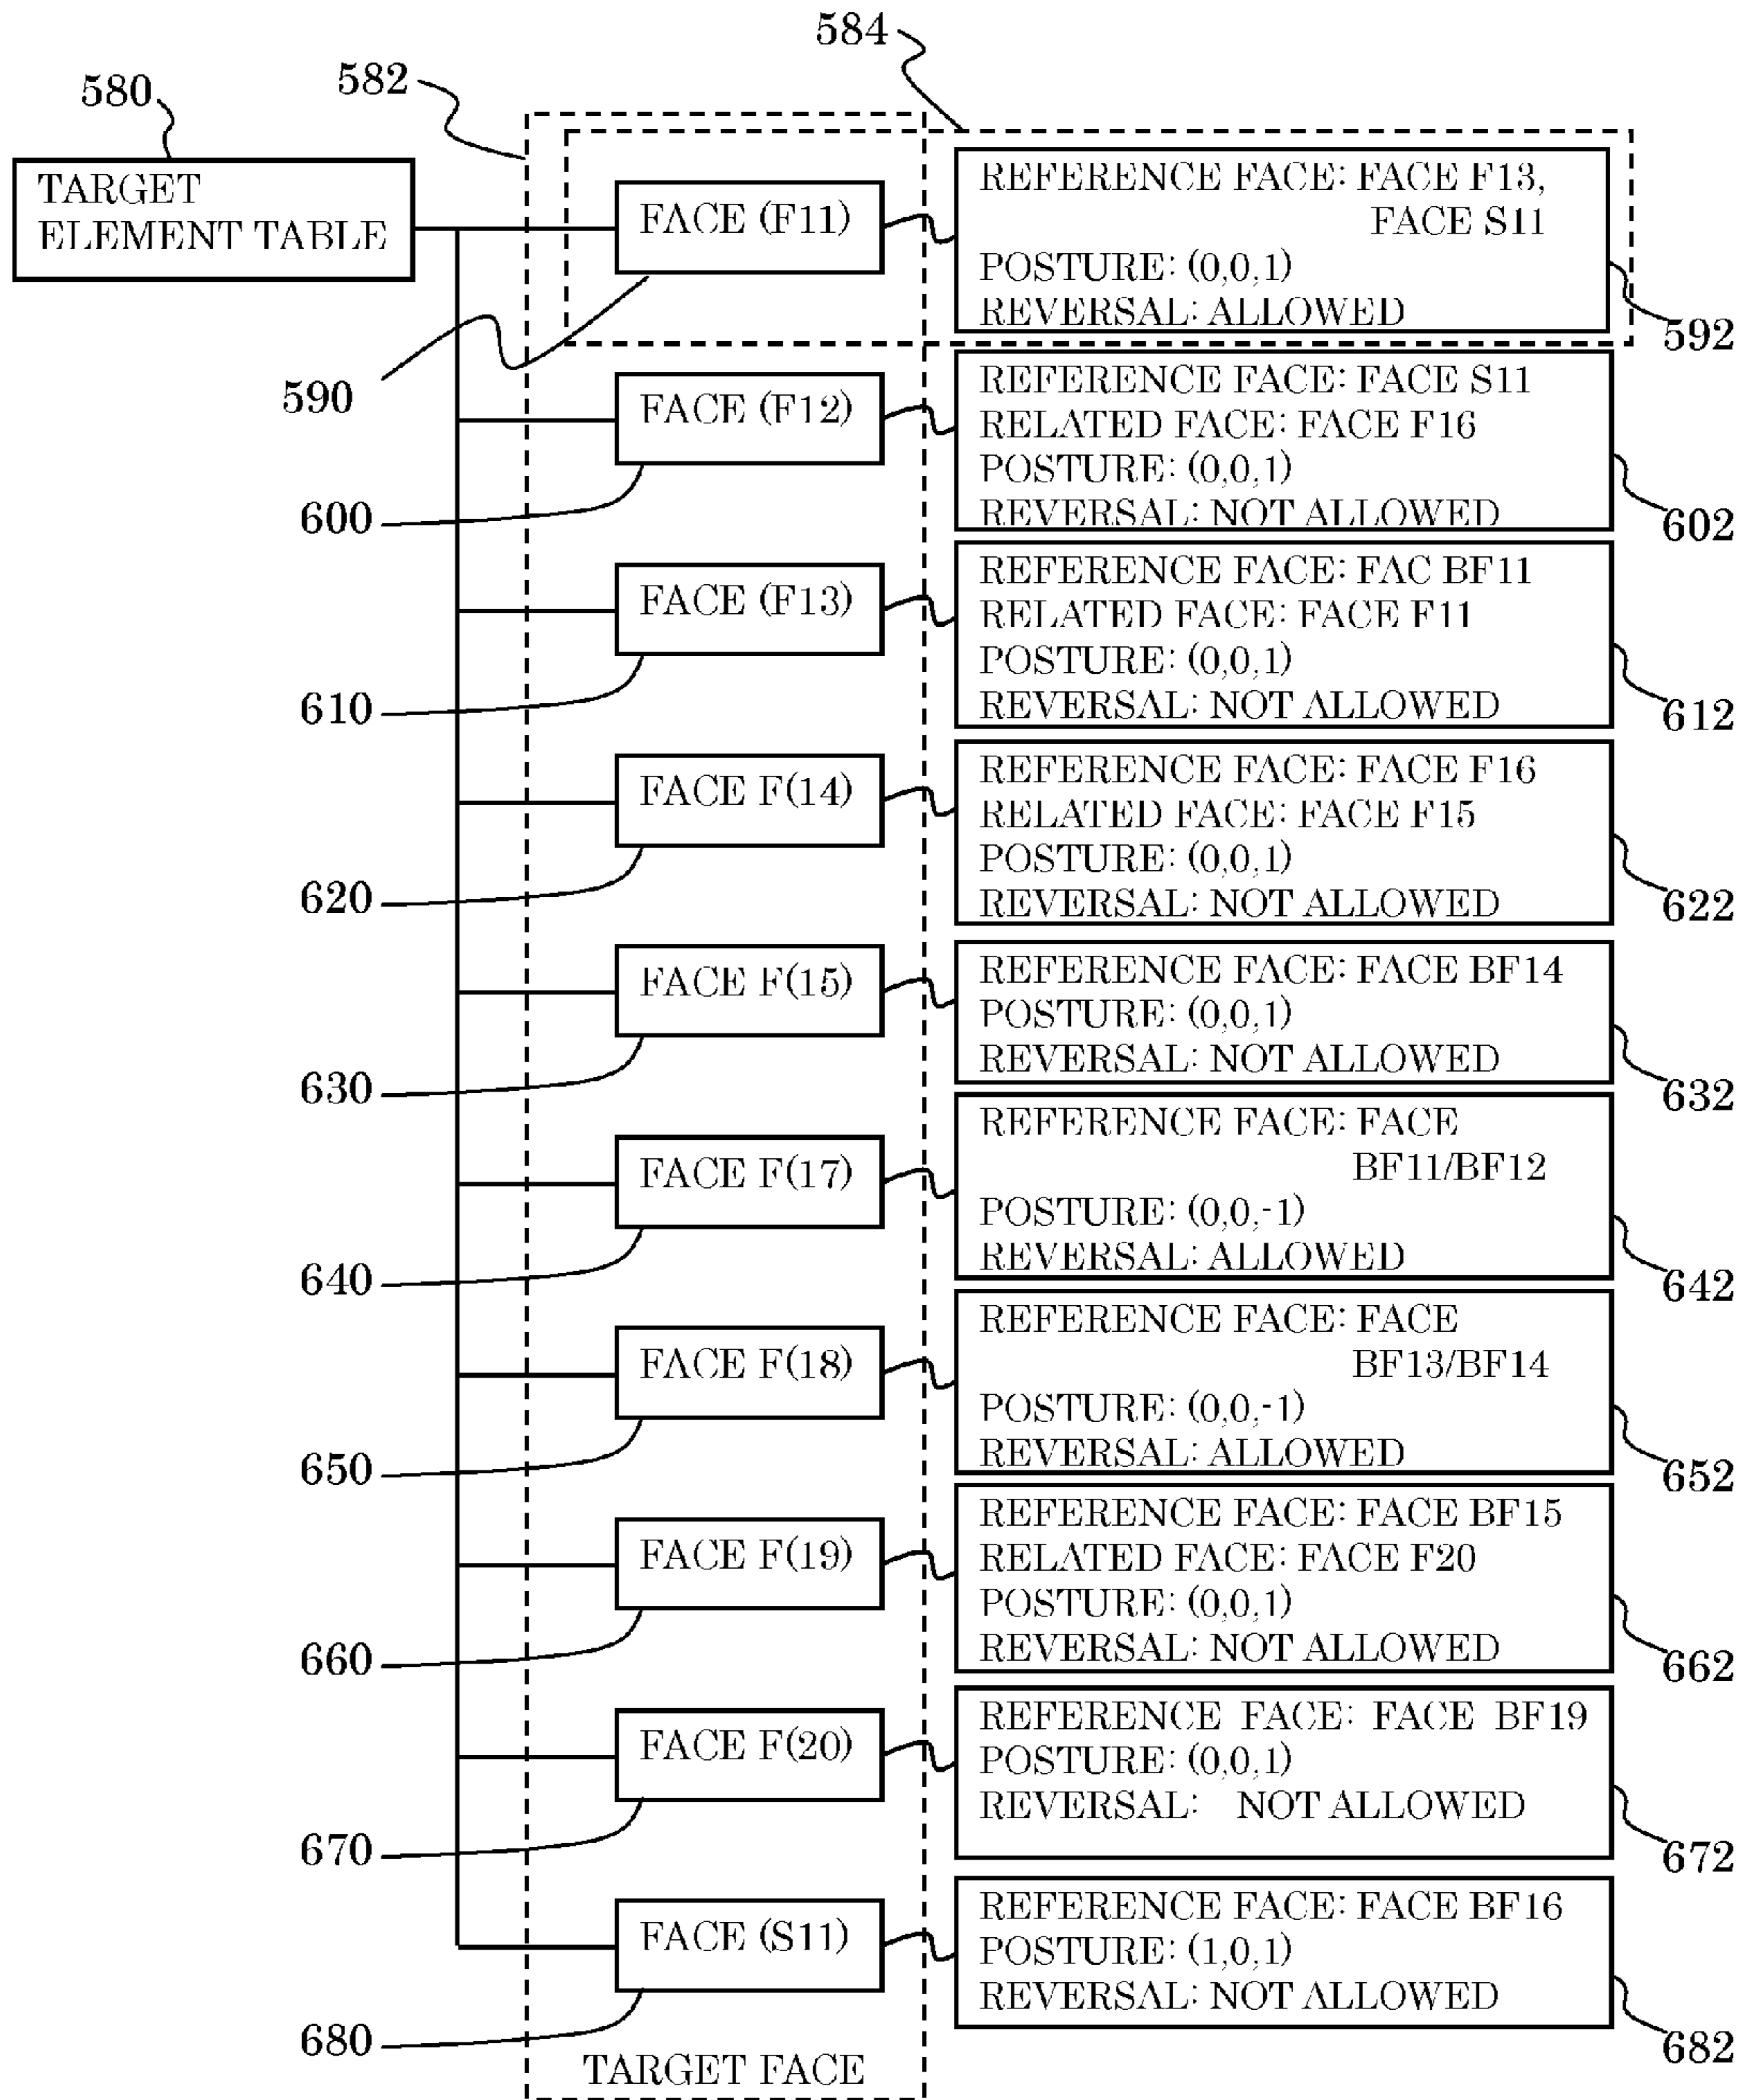 584
582
580
TARGET
ELEMENT TABLE
FACE (F11)
REFERENCE FACE: FACE F13,
FACE S11
POSTURE: (0,0,1)
REVERSAL: ALLOWED
592
590
FACE (F12)
REFERENCE FACE: FACE S11
RELATED FACE: FACE F16
POSTURE: (0,0,1)
REVERSAL: NOT ALLOWED
600
602
FACE (F13)
REFERENCE FACE: FAC BF11
RELATED FACE: FACE F11
POSTURE: (0,0,1)
REVERSAL: NOT ALLOWED
610
612
FACE F(14)
REFERENCE FACE: FACE F16
RELATED FACE: FACE F15
POSTURE: (0,0,1)
REVERSAL: NOT ALLOWED
620
622
FACE F(15)
REFERENCE FACE: FACE BF14
POSTURE: (0,0,1)
REVERSAL: NOT ALLOWED
630
632
FACE F(17)
REFERENCE FACE: FACE
BF11/BF12
POSTURE: (0,0,-1)
REVERSAL: ALLOWED
640
642
FACE F(18)
REFERENCE FACE: FACE
BF13/BF14
POSTURE: (0,0,-1)
REVERSAL: ALLOWED
650
652
FACE F(19)
REFERENCE FACE: FACE BF15
RELATED FACE: FACE F20
POSTURE: (0,0,1)
REVERSAL: NOT ALLOWED
660
662
FACE F(20)
REFERENCE FACE: FACE BF19
POSTURE: (0,0,1)
REVERSAL: NOT ALLOWED
670
672
FACE (S11)
REFERENCE FACE: FACE BF16
POSTURE: (1,0,1)
REVERSAL: NOT ALLOWED
680
682
TARGET FACE